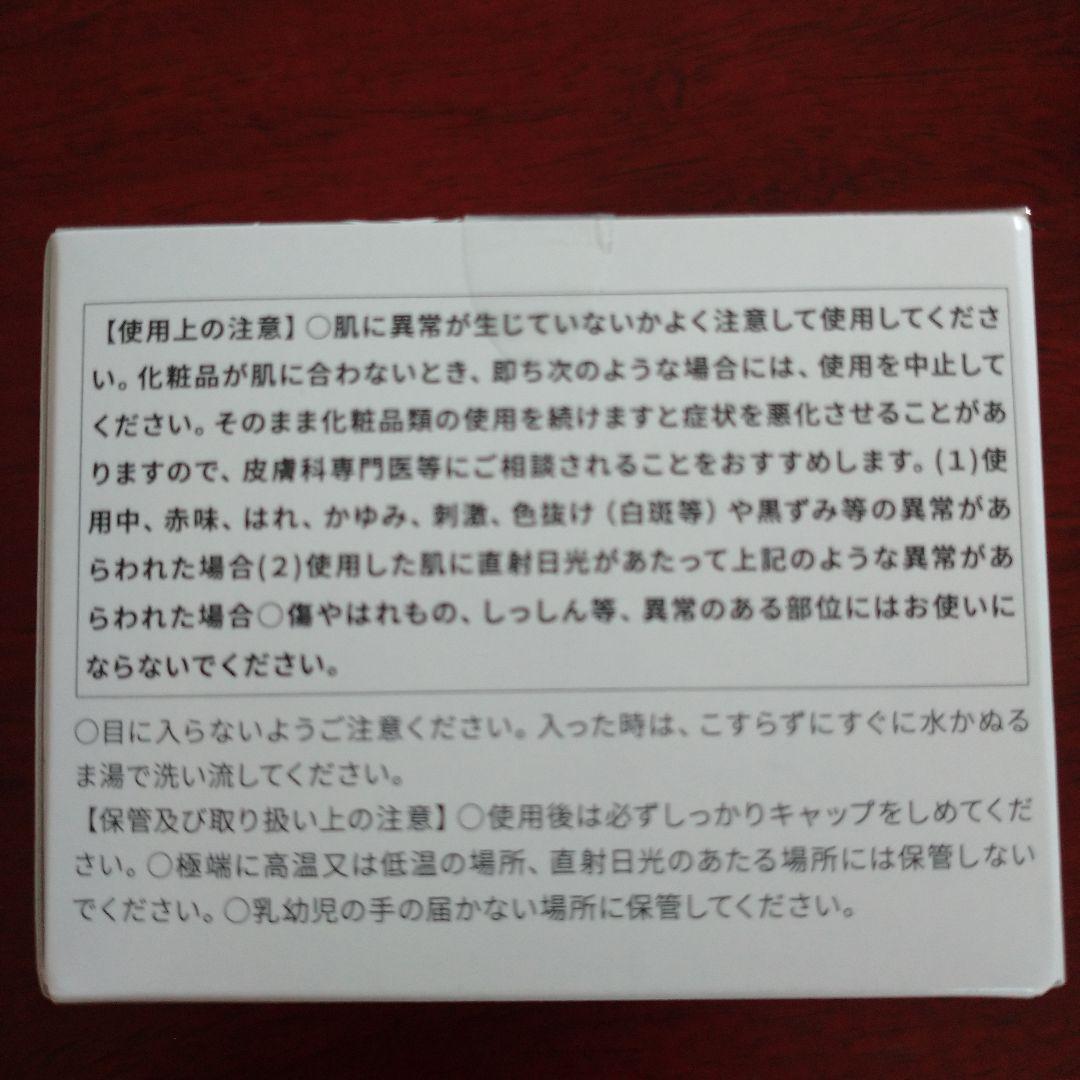 【使用上の注意】○肌に異常が生じていないかよく注意して使用してくださ
い。化粧品が肌に合わないとき、即ち次のような場合には、使用を中止して
ください。そのまま化粧品類の使用を続けますと症状を悪化させることがあ
りますので、皮膚科専門医等にご相談されることをおすすめします。(1)使
用中、赤味、はれ、かゆみ、刺激、色抜け（白斑等）や黒ずみ等の異常があ
らわれた場合(2)使用した肌に直射日光があたって上記のような異常があ
らわれた場合○傷やはれもの、しっしん等、異常のある部位にはお使いに
ならないでください。
○目に入らないようご注意ください。入った時は、こすらずにすぐに水かぬる
ま湯で洗い流してください。
【保管及び取り扱い上の注意】○使用後は必ずしっかりキャップをしめてくだ
さい。○極端に高温又は低温の場所、直射日光のあたる場所には保管しない
でください。○乳幼児の手の届かない場所に保管してください。